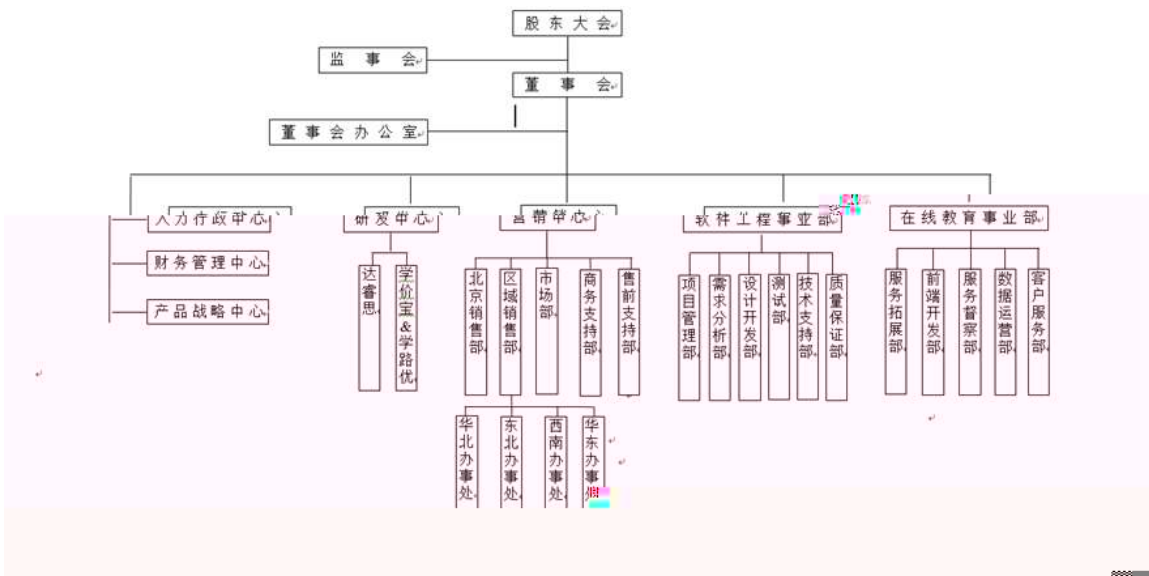 股东大会
监事会
董事会
董事会办公室
人力行政中心
研发中心
营销中心
软件工程事业部
在线教育事业部
财务管理中心
产品战略中心
达睿思
学价宝&学路优
北京销售部
区域销售部
市场部
商务支持部
售前支持部
项目管理部
需求分析部
设计开发部
测试部
技术支持部
质量保证部
服务拓展部
前端开发部
服务督察部
数据运营部
客户服务部
华北办事处
东北办事处
西南办事处
华东办事处